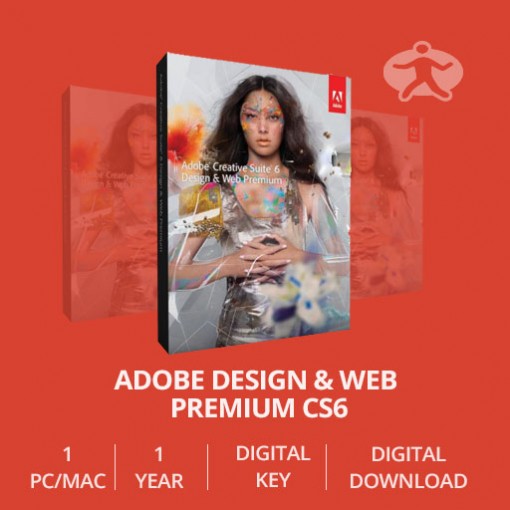 Adobe
Adobe® Creative Suite® 6
Design & Web Premium
ADOBE DESIGN & WEB
PREMIUM CS6
1
PC/MAC
1
YEAR
DIGITAL
KEY
DIGITAL
DOWNLOAD